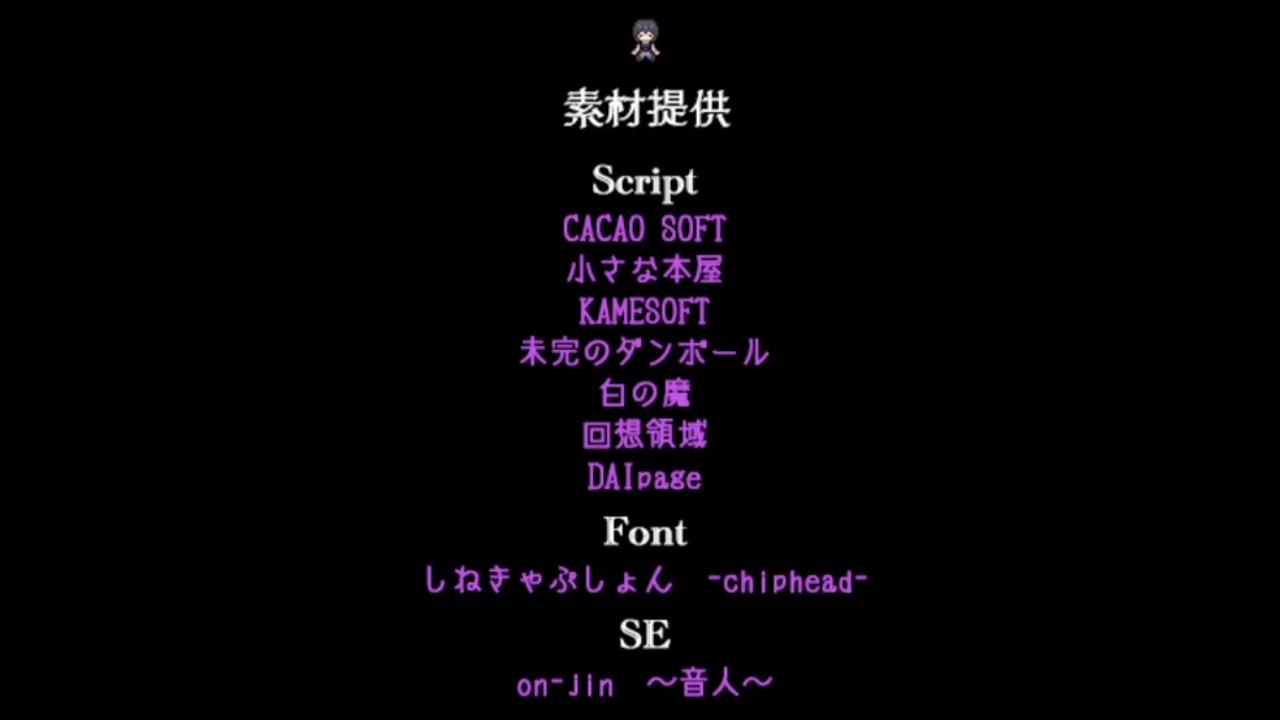 素材提供
Script
CACAO SOFT
小さな本屋
KAMESOFT
未完のダンボール
白の魔
回想領域
DAIpage
Font
しねきゃぷしょん　-chiphead-
SE
on-Jin　～音人～